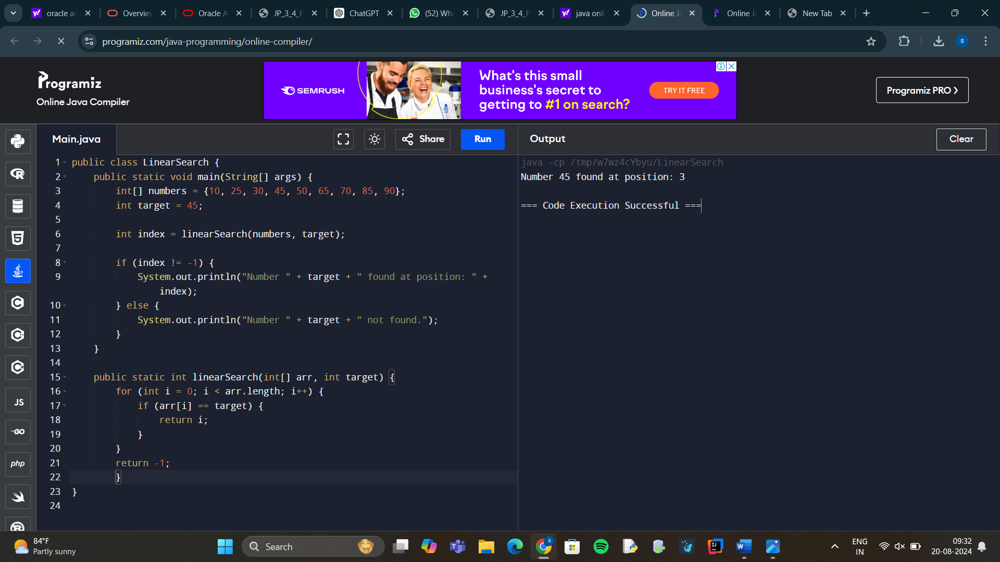 oracle ac
Overview
Oracle A
JP_3_4_P
ChatGPT
(52) Wha
JP_3_4_P
java onli
Online Ja
Online Ja
New Tab
programiz.com/java-programming/online-compiler/
S
Programiz
Online Java Compiler
SEMRUSH
What's this small
business's secret to
getting to #1 on search?
TRY IT FREE
Programiz PRO
Main.java
Share
Run
Output
Clear
1 public class LinearSearch {
2 public static void main(String[] args) {
3 int[] numbers = {10, 25, 30, 45, 50, 65, 70, 85, 90};
4 int target = 45;
5
6 int index = linearSearch(numbers, target);
7
8 if (index != -1) {
9 System.out.println("Number " + target + " found at position: " +
index);
10 } else {
11 System.out.println("Number " + target + " not found.");
12 }
13 }
14
15 public static int linearSearch(int[] arr, int target) {
16 for (int i = 0; i < arr.length; i++) {
17 if (arr[i] == target) {
18 return i;
19 }
20 }
21 return -1;
22 }
23 }
24
java -cp /tmp/w7wz4cYbyu/LinearSearch
Number 45 found at position: 3
=== Code Execution Successful ===
JS
GO
php
84°F
Partly sunny
Search
ENG
IN
09:32
20-08-2024